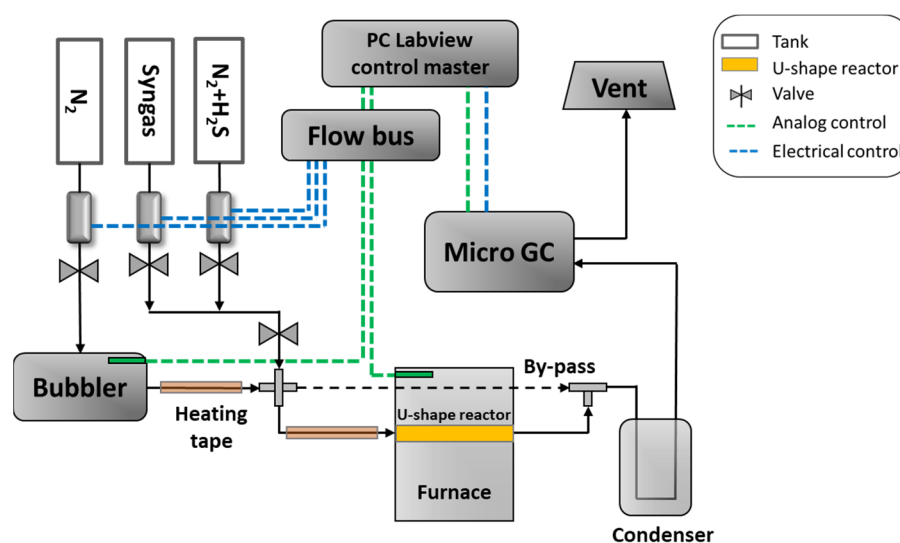 N₂
Syngas
N₂+H₂S
PC Labview
control master
Flow bus
Vent
Tank
U-shape reactor
Valve
Analog control
Electrical control
Micro GC
Bubbler
Heating
tape
By-pass
U-shape reactor
Furnace
Condenser